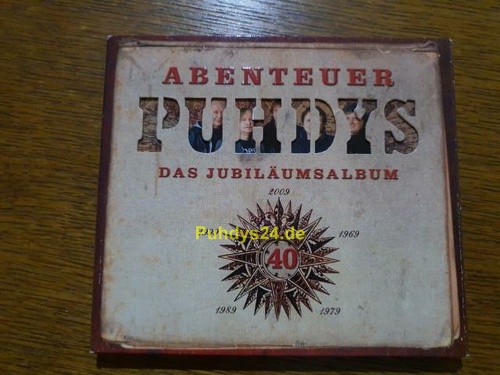 ABENTEUER
PUHDYS
DAS JUBILÄUMSALBUM
2009
Puhdys24.de
1969
40
1989
1979